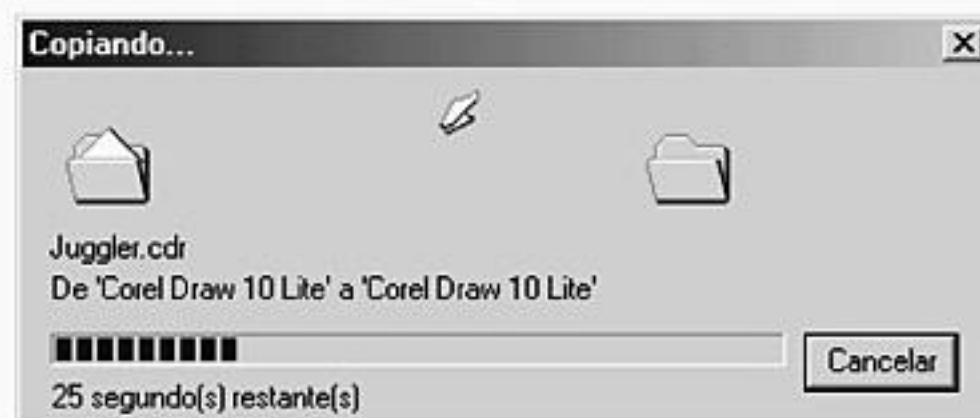 Copiando...
Juggler.cdr
De 'Corel Draw 10 Lite' a 'Corel Draw 10 Lite'
Cancelar
25 segundo(s) restante(s)